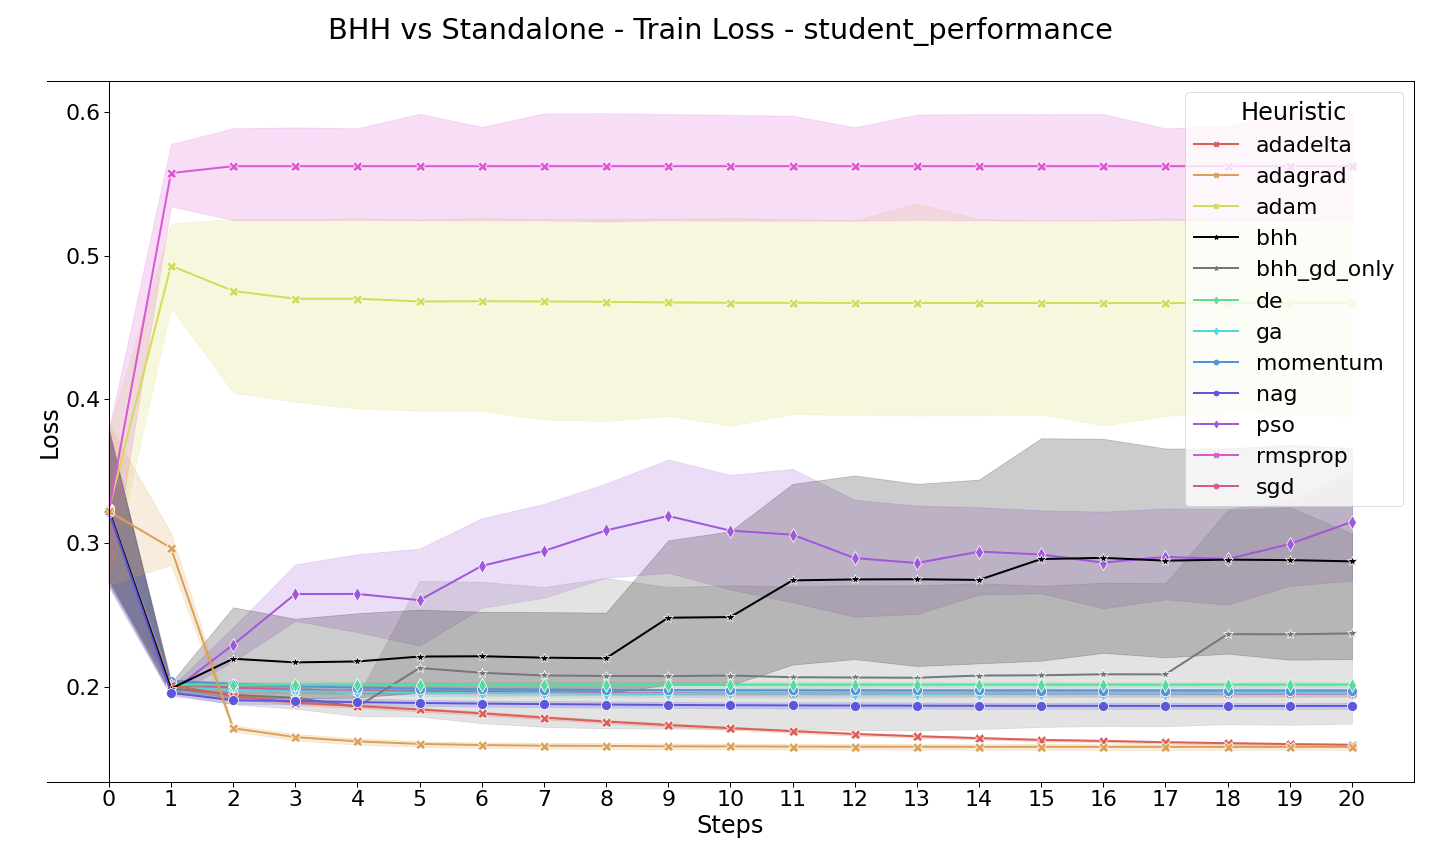 BHH vs Standalone - Train Loss - student_performance
Loss
0.6
0.5
0.4
0.3
0.2
Heuristic
adadelta
adagrad
adam
bhh
bhh_gd_only
de
ga
momentum
nag
pso
rmsprop
sgd
0 1 2 3 4 5 6 7 8 9 10 11 12 13 14 15 16 17 18 19 20
Steps